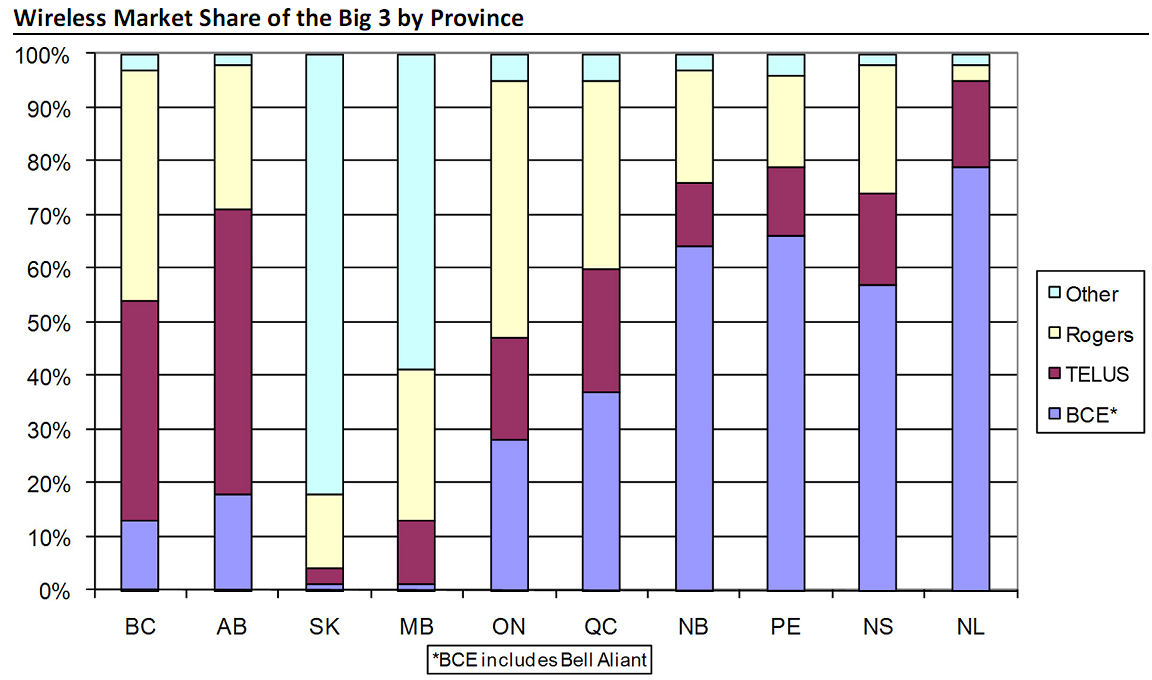 Wireless Market Share of the Big 3 by Province
100%
90%
80%
70%
60%
50%
40%
30%
20%
10%
0%
BC AB SK MB ON QC NB PE NS NL
Other
Rogers
TELUS
BCE*
*BCE includes Bell Aliant